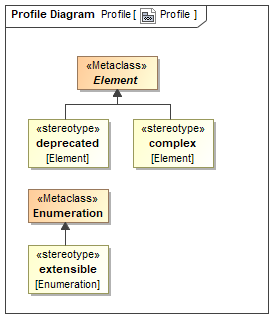 Profile Diagram Profile [ Profile ]
«Metaclass»
Element
«stereotype»
deprecated
[Element]
«stereotype»
complex
[Element]
«Metaclass»
Enumeration
«stereotype»
extensible
[Enumeration]